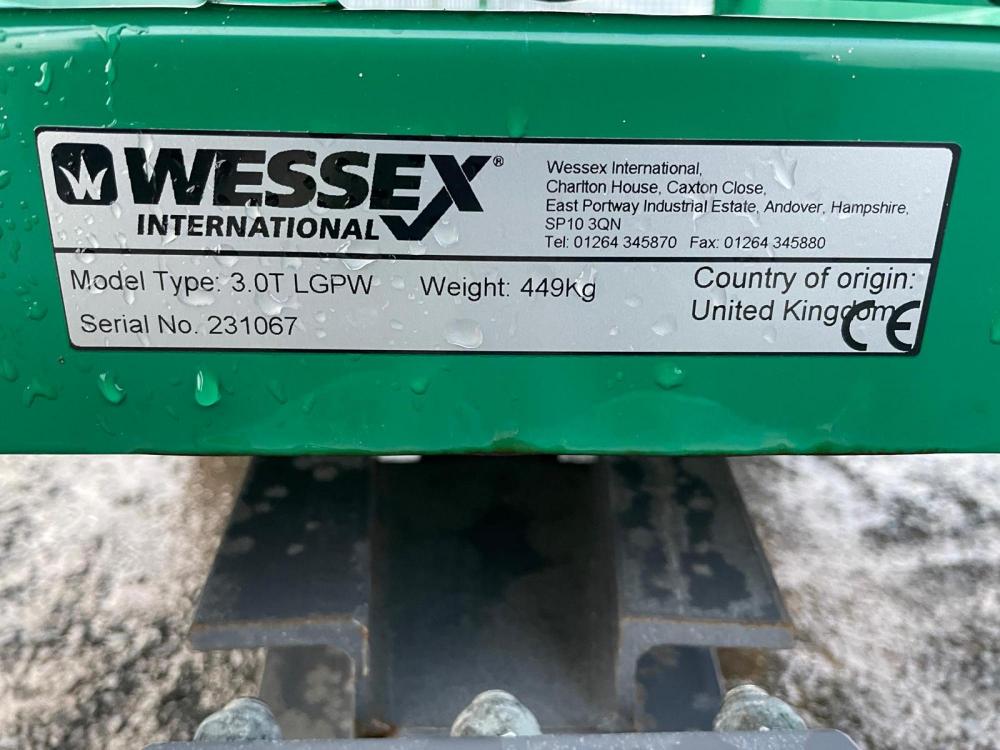 W WESSEX®
INTERNATIONAL
Wessex International,
Charlton House, Caxton Close,
East Portway Industrial Estate, Andover, Hampshire,
SP10 3QN
Tel: 01264 345870 Fax: 01264 345880
Model Type: 3.0T LGPW Weight: 449Kg
Serial No. 231067
Country of origin:
United Kingdom
CE